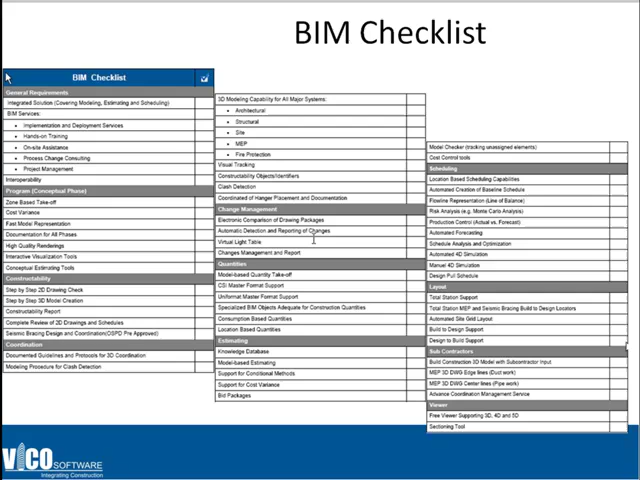 BIM Checklist
BIM Checklist
General Requirements
Integrated Solution (Covering Modeling, Estimating and Scheduling)
BIM Services:
• Implementation and Deployment Services
• Hands-on Training
• On-site Assistance
• Process Change Consulting
• Project Management
Interoperability
Program (Conceptual Phase)
Zone Based Take-off
Cost Variance
Fast Model Representation
Documentation for All Phases
High Quality Renderings
Interactive Visualization Tools
Conceptual Estimating Tools
Constructability
Step by Step 2D Drawing Check
Step by Step 3D Model Creation
Constructability Report
Complete Review of 2D Drawings and Schedules
Seismic Bracing Design and Coordination(OSPD Pre Approved)
Coordination
Documented Guidelines and Protocols for 3D Coordination
Modeling Procedure for Clash Detection
3D Modeling Capability for All Major Systems:
• Architectural
• Structural
• Site
• MEP
• Fire Protection
Visual Tracking
Constructability Objects/Identifiers
Clash Detection
Coordinated of Hanger Placement and Documentation
Change Management
Electronic Comparison of Drawing Packages
Automatic Detection and Reporting of Changes
Virtual Light Table
Changes Management and Report
Quantities
Model-based Quantity Take-off
CSI Master Format Support
Uniformat Master Format Support
Specialized BIM Objects Adequate for Construction Quantities
Consumption Based Quantities
Location Based Quantities
Estimating
Knowledge Database
Model-based Estimating
Support for Conditional Methods
Support for Cost Variance
Bid Packages
Model Checker (tracking unassigned elements)
Cost Control tools
Scheduling
Location Based Scheduling Capabilities
Automated Creation of Baseline Schedule
Flowline Representation (Line of Balance)
Risk Analysis (e.g. Monte Carlo Analysis)
Production Control (Actual vs. Forecast)
Automated Forecasting
Schedule Analysis and Optimization
Automated 4D Simulation
Manuel 4D Simulation
Design Pull Schedule
Layout
Total Station Support
Total Station MEP and Seismic Bracing to Build to Design Locators
Automated Site Grid Layout
Build to Design Support
Design to Build Support
Sub Contractors
Build Construction 3D Model with Subcontractor Input
MEP 3D DWG Edge lines (Duct work)
MEP 3D DWG Center lines (Pipe work)
Advance Coordination Management Service
Viewer
Free Viewer Supporting 3D, 4D and 5D
Sectioning Tool
VICO SOFTWARE
Integrating Construction